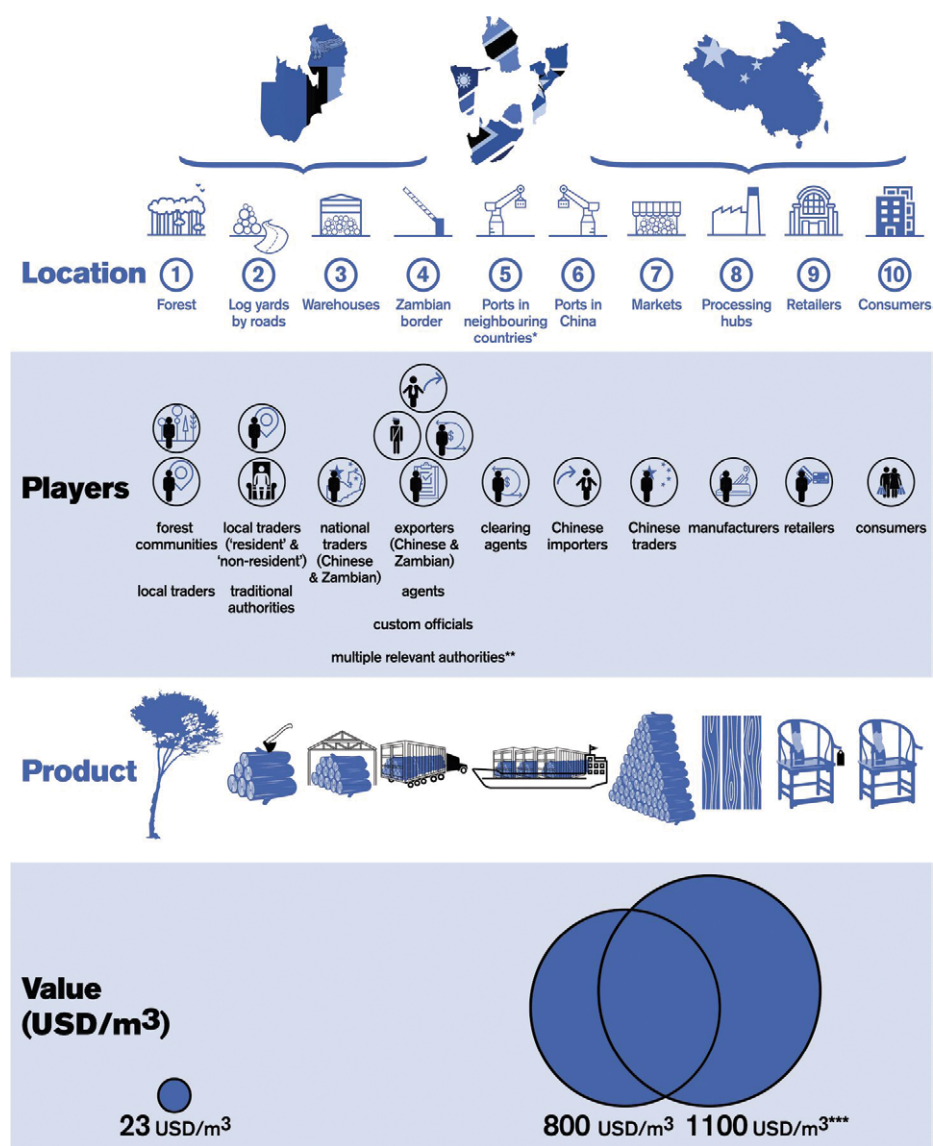 Location
1 2 3 4 5 6 7 8 9 10
Forest
Log yards
by roads
Warehouses
Zambian
border
Ports in
neighbouring
countries*
Ports in
China
Markets
Processing
hubs
Retailers
Consumers
Players
forest
communities
local traders
local traders
('resident' &
'non-resident')
traditional
authorities
national
traders
(Chinese
& Zambian)
exporters
(Chinese &
Zambian)
agents
custom officials
multiple relevant authorities**
clearing
agents
Chinese
importers
Chinese
traders
manufacturers
retailers
consumers
Product
Value
(USD/m³)
23 USD/m³
800 USD/m³
1100 USD/m³***